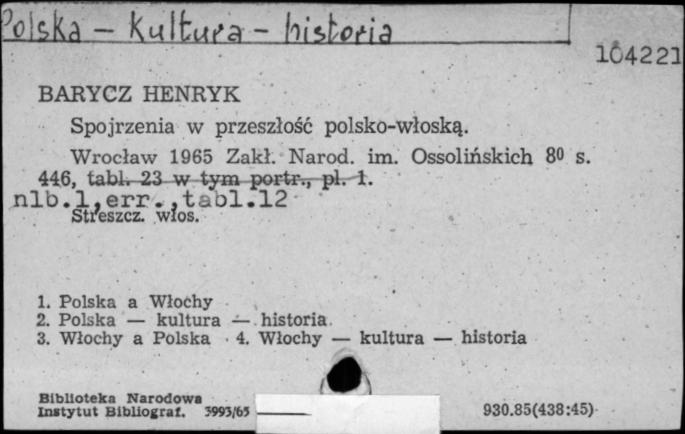 Polska - kultura - historia
104221
BARYCZ HENRYK
Spojrzenia w przeszłość polsko-włoską.
Wrocław 1965 Zakł. Narod. im. Ossolińskich 8⁰ s.
446, tabl. 23 w tym portr., pl. 1.
nlb.1,err.,tabl.12
Streszcz. włos.
1. Polska a Włochy
2. Polska — kultura — historia.
3. Włochy a Polska 4. Włochy — kultura — historia
Biblioteka Narodowa
Instytut Bibliograf. 3993/65
930.85(438:45)